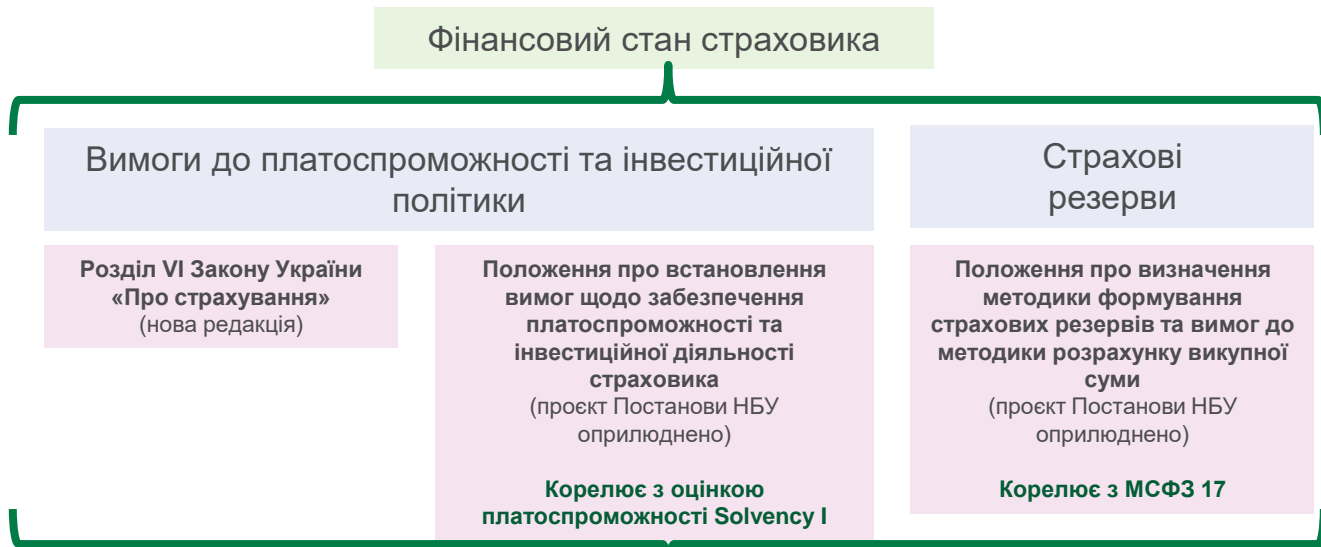 Фінансовий стан страховика
Вимоги до платоспроможності та інвестиційної
політики
Страхові
резерви
Розділ VI Закону України
«Про страхування»
(нова редакція)
Положення про встановлення
вимог щодо забезпечення
платоспроможності та
інвестиційної діяльності
страховика
(проєкт Постанови НБУ
оприлюднено)
Корелює з оцінкою
платоспроможності Solvency I
Положення про визначення
методики формування
страхових резервів та вимог до
методики розрахунку викупної
суми
(проєкт Постанови НБУ
оприлюднено)
Корелює з МСФЗ 17